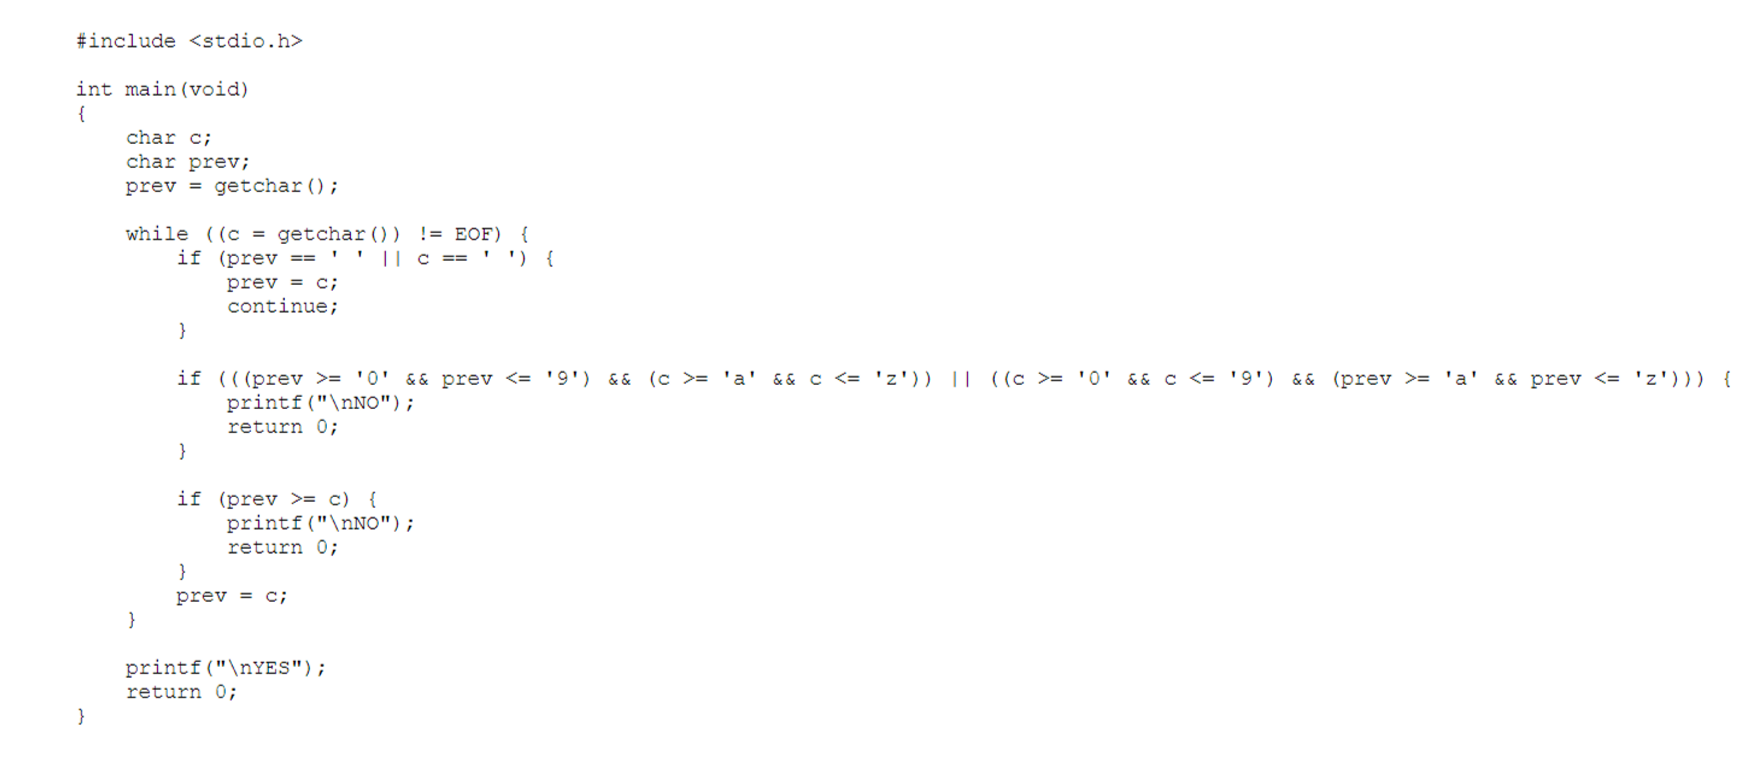 #include <stdio.h>

int main(void)
{
    char c;
    char prev;
    prev = getchar();

    while ((c = getchar()) != EOF) {
        if (prev == ' ' || c == ' ') {
            prev = c;
            continue;
        }

        if (((prev >= '0' && prev <= '9') && (c >= 'a' && c <= 'z')) || ((c >= '0' && c <= '9') && (prev >= 'a' && prev <= 'z'))) {
            printf("\nNO");
            return 0;
        }

        if (prev >= c) {
            printf("\nNO");
            return 0;
        }
        prev = c;
    }

    printf("\nYES");
    return 0;
}